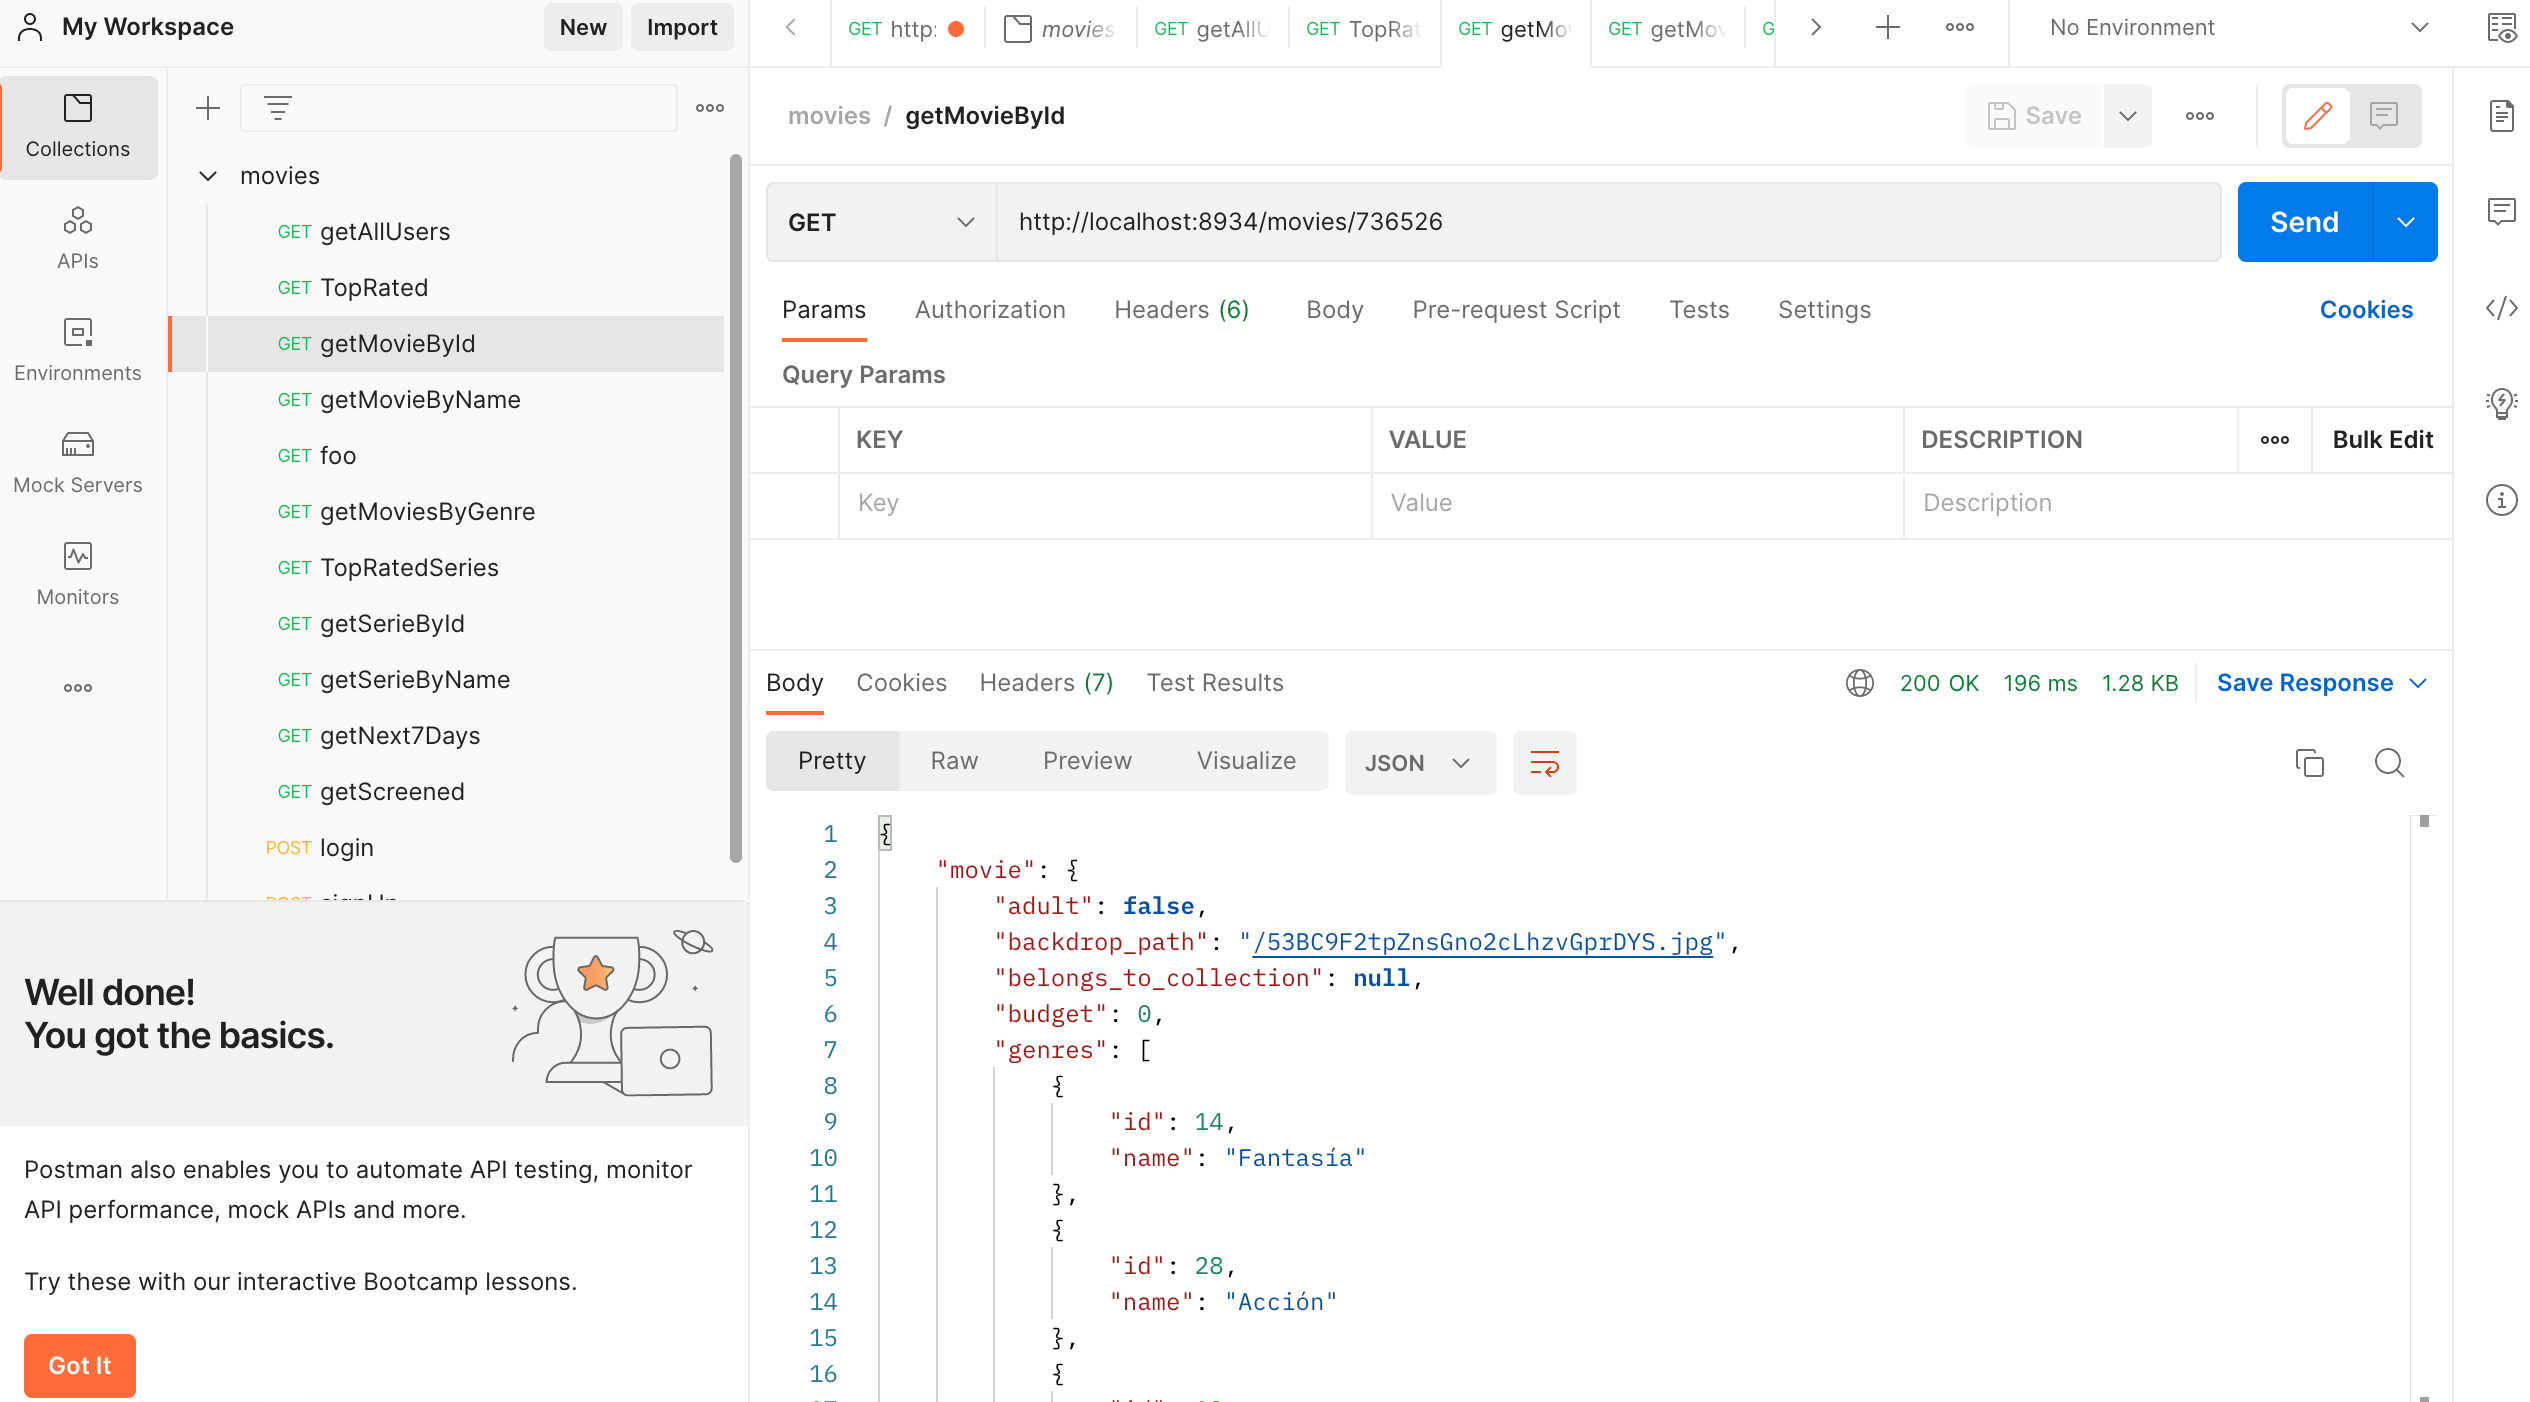 My Workspace
New
Import
GET http:
movies
GET getAllU
GET TopRat
GET getMov
GET getMov
G
No Environment
Collections
APIs
Environments
Mock Servers
Monitors
movies
GET getAllUsers
GET TopRated
GET getMovieById
GET getMovieByName
GET foo
GET getMoviesByGenre
GET TopRatedSeries
GET getSerieById
GET getSerieByName
GET getNext7Days
GET getScreened
POST login
POST signUp
Well done!
You got the basics.
Postman also enables you to automate API testing, monitor
API performance, mock APIs and more.
Try these with our interactive Bootcamp lessons.
Got It
movies / getMovieById
Save
GET
http://localhost:8934/movies/736526
Send
Params Authorization Headers (6) Body Pre-request Script Tests Settings
Cookies
Query Params
KEY VALUE DESCRIPTION Bulk Edit
Key Value Description
Body Cookies Headers (7) Test Results
200 OK 196 ms 1.28 KB Save Response
Pretty Raw Preview Visualize JSON
1 {
2 "movie": {
3 "adult": false,
4 "backdrop_path": "/53BC9F2tpZnsGno2cLhzvGprDYS.jpg",
5 "belongs_to_collection": null,
6 "budget": 0,
7 "genres": [
8 {
9 "id": 14,
10 "name": "Fantasía"
11 },
12 {
13 "id": 28,
14 "name": "Acción"
15 },
16 {